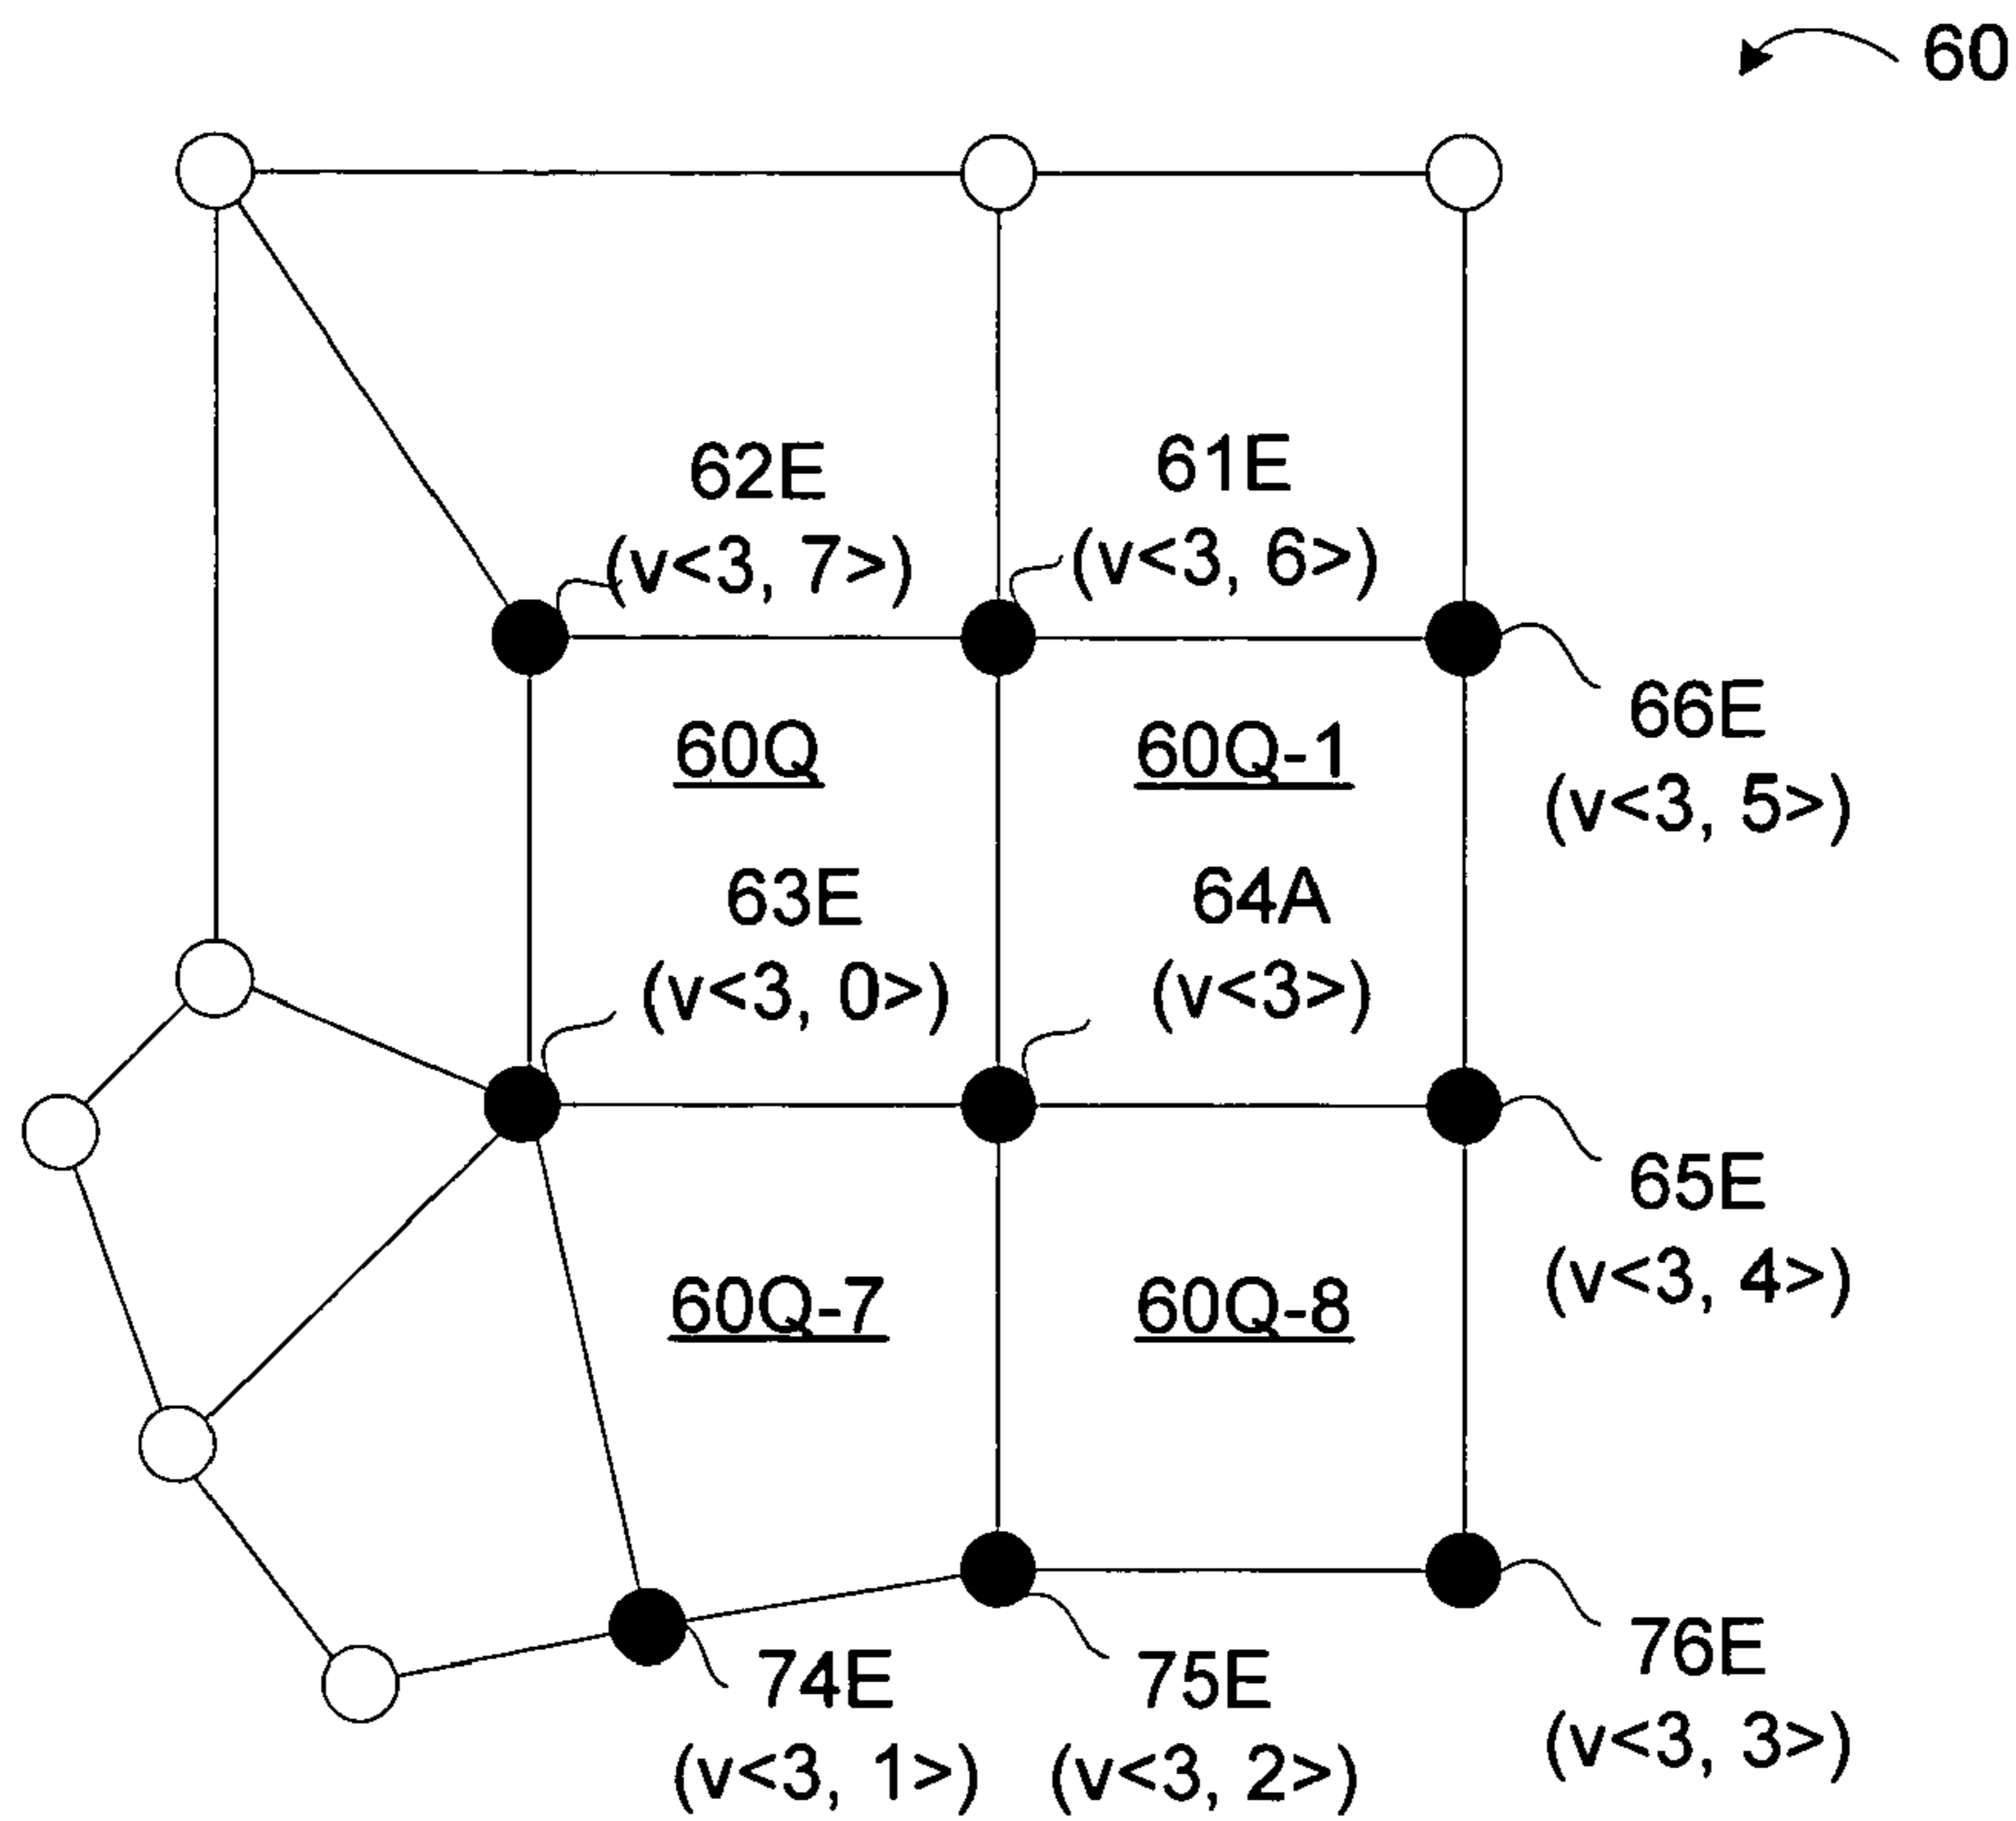 60
62E
(v<3, 7>)
61E
(v<3, 6>)
60Q
60Q-1
66E
(v<3, 5>)
63E
(v<3, 0>)
64A
(v<3>)
65E
(v<3, 4>)
60Q-7
60Q-8
74E
(v<3, 1>)
75E
(v<3, 2>)
76E
(v<3, 3>)